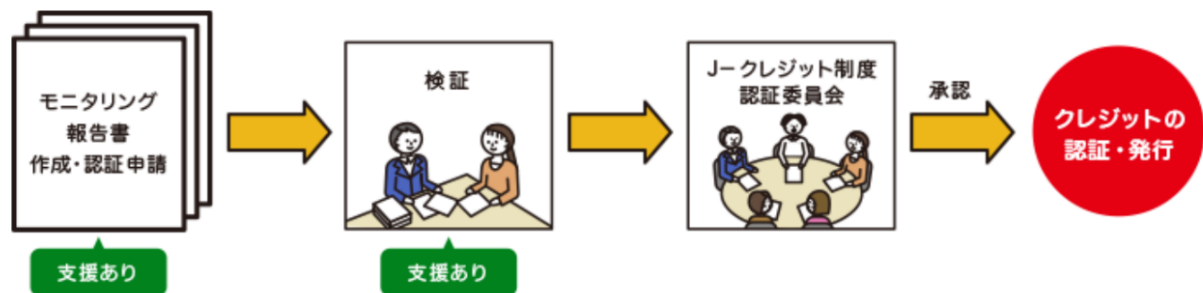 モニタリング
報告書
作成・認証申請
支援あり
検証
支援あり
J－クレジット制度
認証委員会
承認
クレジットの
認証・発行